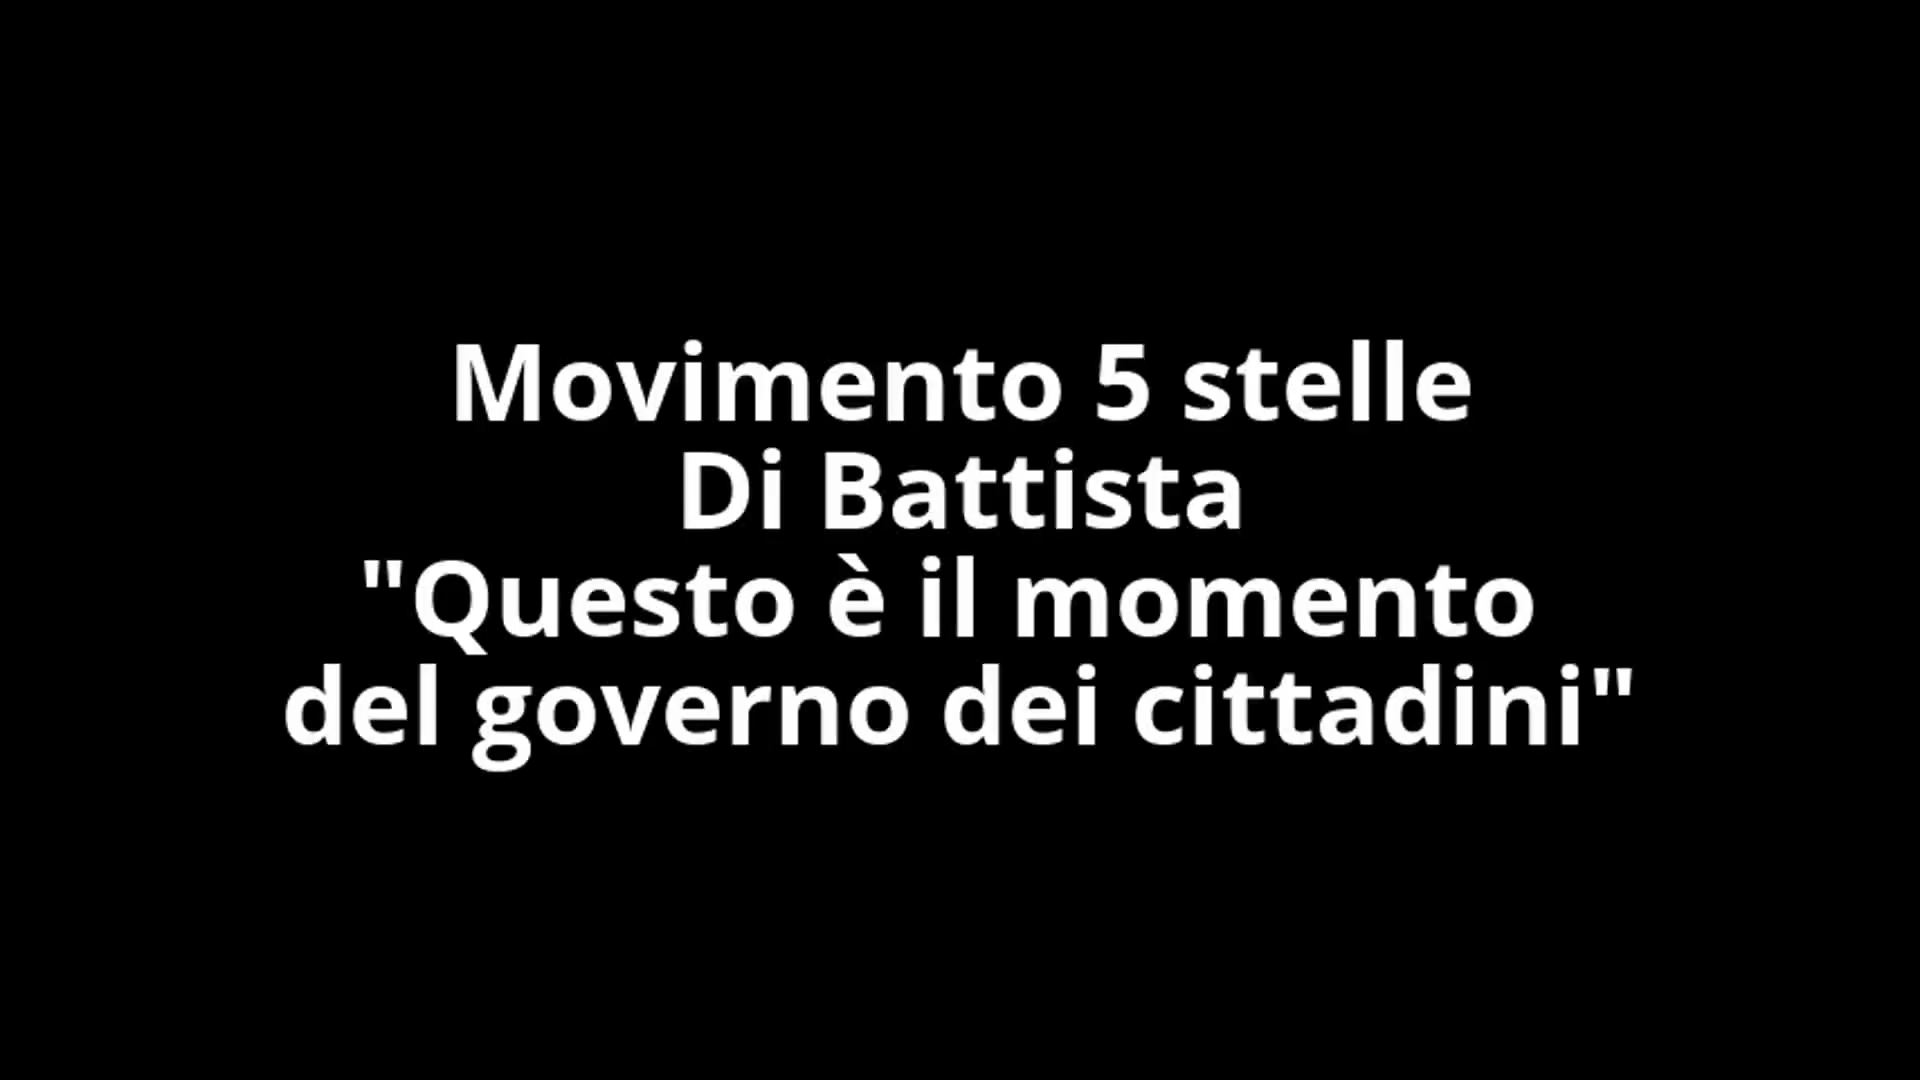 Movimento 5 stelle
Di Battista
"Questo è il momento
del governo dei cittadini"